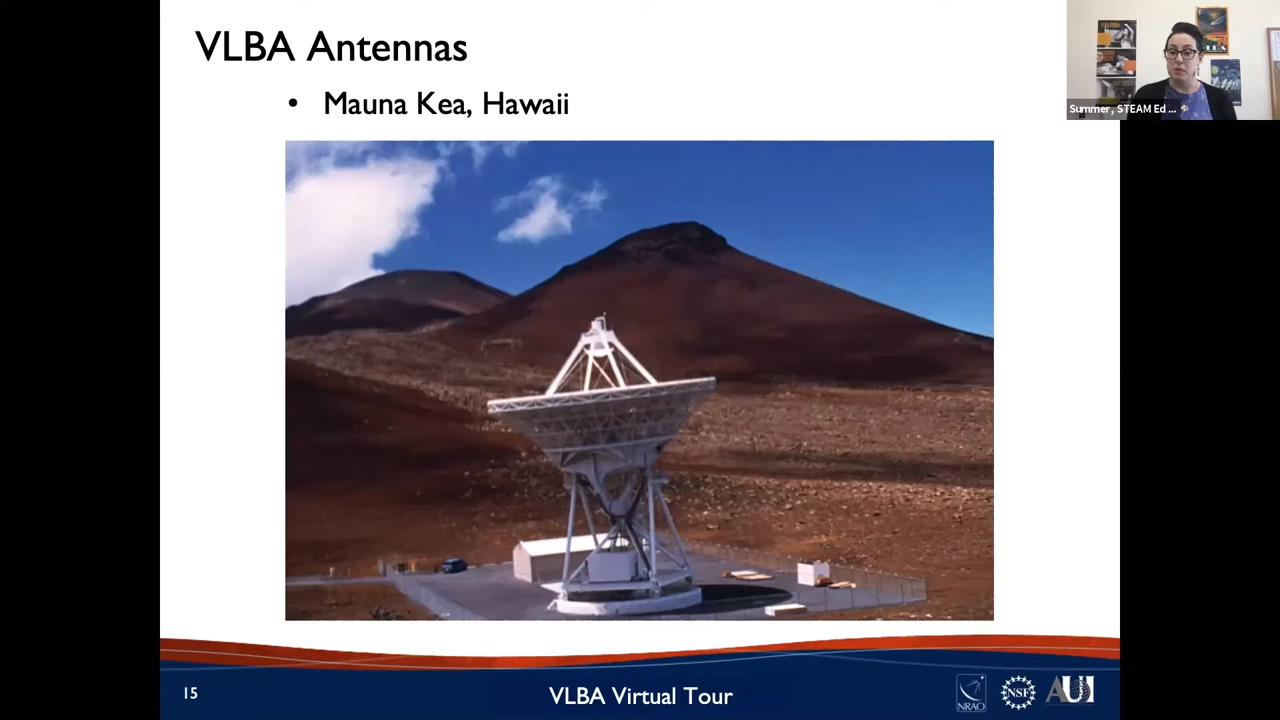 VLBA Antennas
• Mauna Kea, Hawaii
Summer, STEAM Ed ...
15
VLBA Virtual Tour
NRAO
NSF
AUI